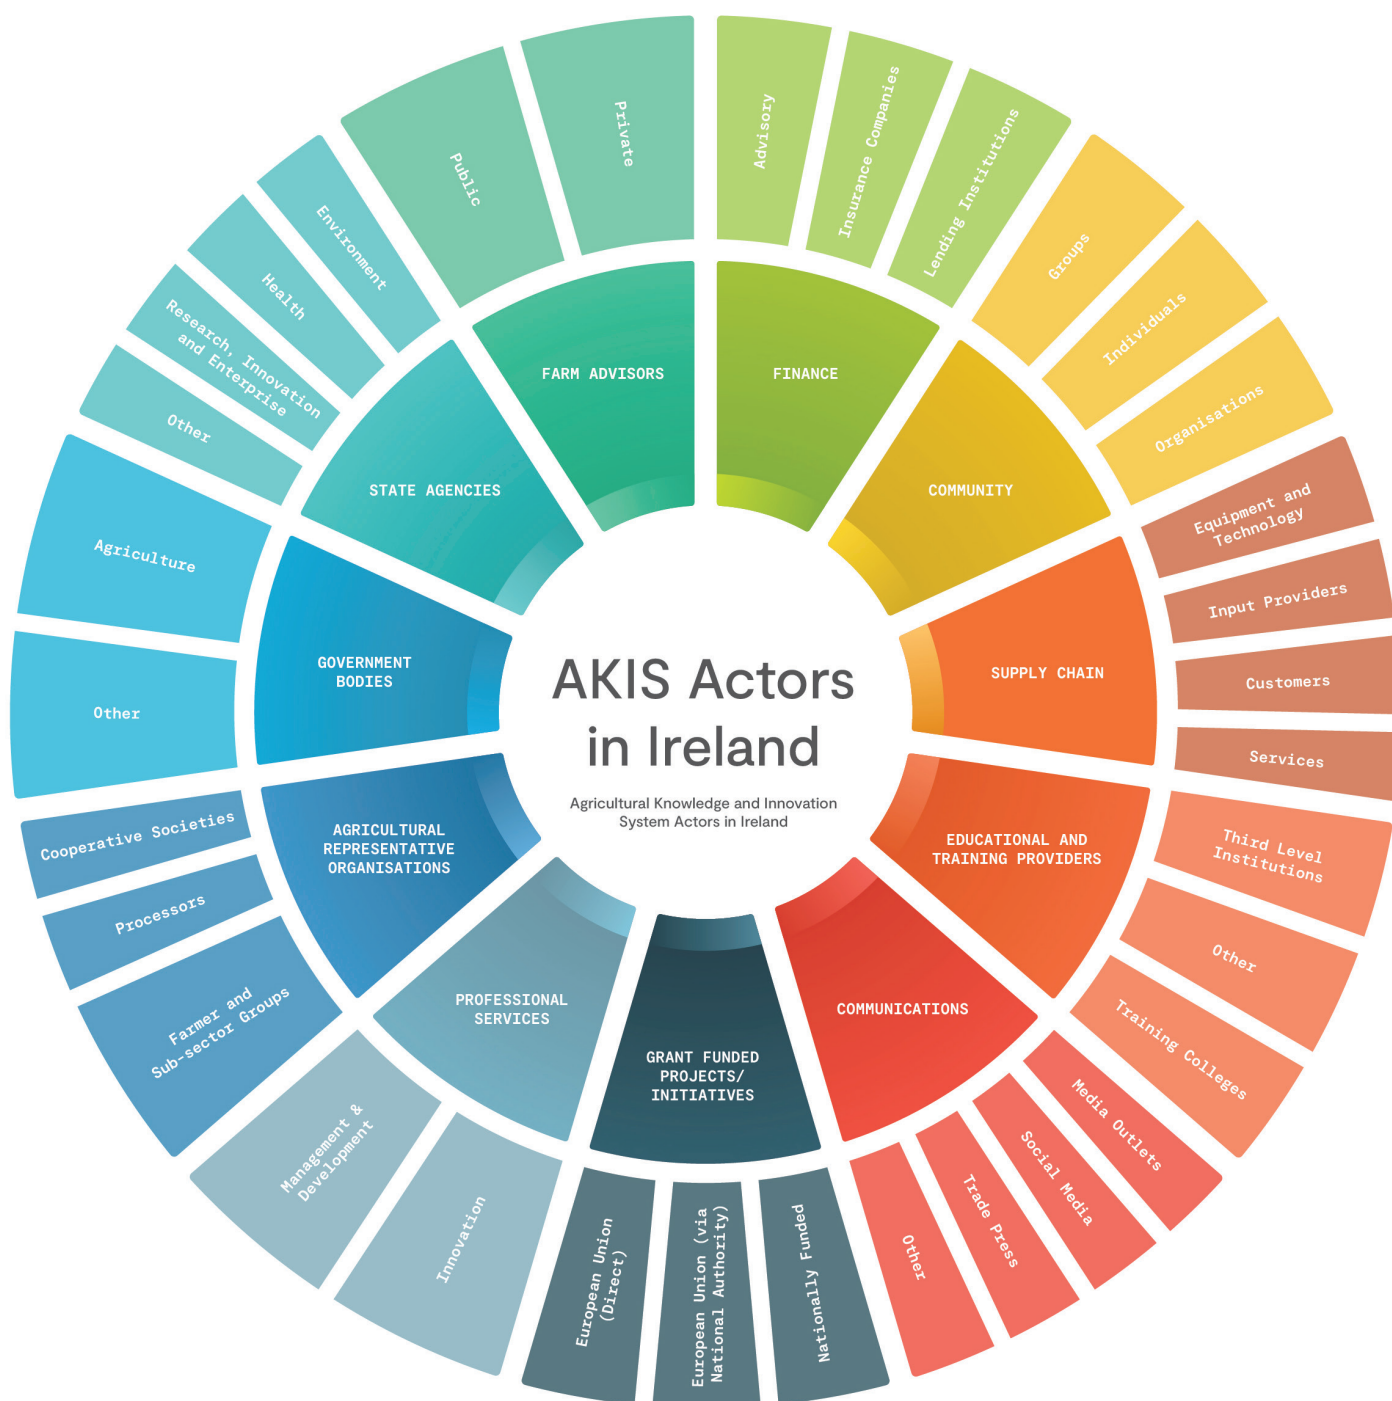 AKIS Actors
in Ireland
Agricultural Knowledge and Innovation
System Actors in Ireland
FINANCE
Advisory
Insurance Companies
Lending Institutions
COMMUNITY
Groups
Individuals
Organisations
SUPPLY CHAIN
Equipment and
Technology
Input Providers
Customers
Services
EDUCATIONAL AND
TRAINING PROVIDERS
Third Level
Institutions
Other
Training Colleges
COMMUNICATIONS
Media Outlets
Social Media
Trade Press
Other
GRANT FUNDED
PROJECTS/
INITIATIVES
Nationally Funded
European Union (via
National Authority)
European Union
(Direct)
PROFESSIONAL
SERVICES
Innovation
Management &
Development
AGRICULTURAL
REPRESENTATIVE
ORGANISATIONS
Farmer and
Sub-sector Groups
Processors
Cooperative Societies
GOVERNMENT
BODIES
Other
Agriculture
STATE AGENCIES
Other
Research, Innovation
and Enterprise
Health
Environment
FARM ADVISORS
Public
Private